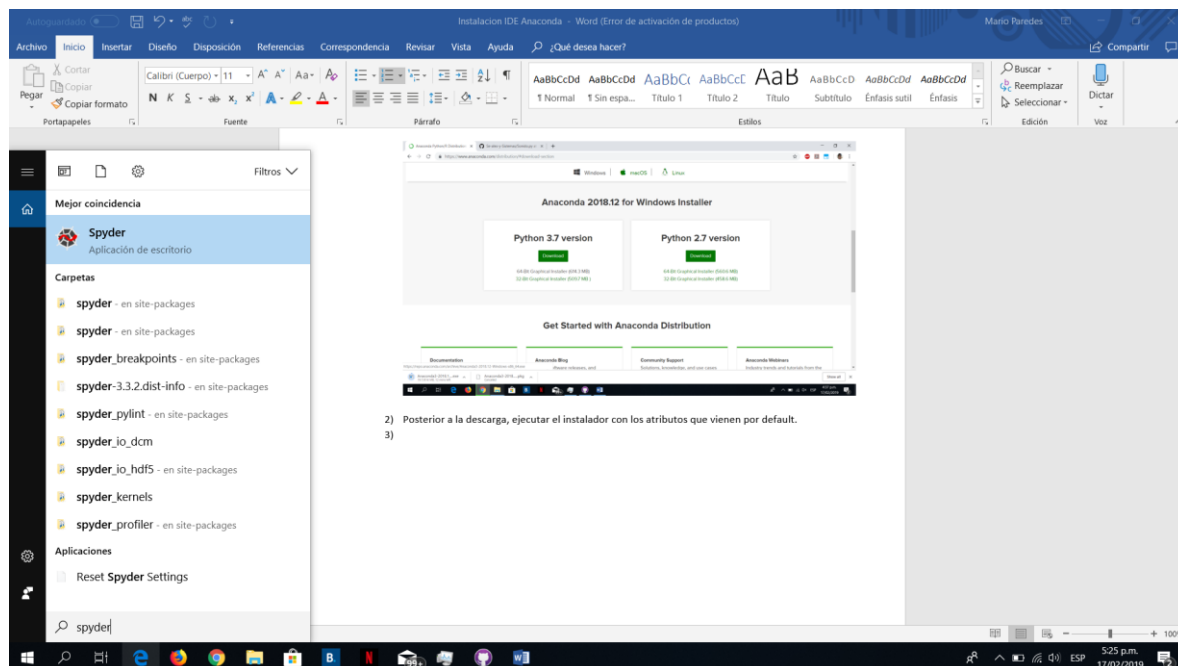 Autoguardado
Instalacion IDE Anaconda - Word (Error de activación de productos)
Mario Paredes
Archivo Inicio Insertar Diseño Disposición Referencias Correspondencia Revisar Vista Ayuda ¿Qué desea hacer? Compartir
Pegar
Cortar
Copiar
Copiar formato
Portapapeles
Calibri (Cuerpo) 11
N K S abc x, x²
Fuente
Párrafo
AaBbCcDd AaBbCcDd AaBbCc AaBbCcE AaB AaBbCcD AaBbCcDd AaBbCcDd
¶ Normal ¶ Sin espa... Título 1 Título 2 Título Subtítulo Énfasis sutil Énfasis
Estilos
Buscar
Reemplazar
Seleccionar
Edición
Dictar
Voz
Filtros
Mejor coincidencia
Spyder
Aplicación de escritorio
Carpetas
spyder - en site-packages
spyder - en site-packages
spyder_breakpoints - en site-packages
spyder-3.3.2.dist-info - en site-packages
spyder_pylint - en site-packages
spyder_io_dcm
spyder_io_hdf5 - en site-packages
spyder_kernels
spyder_profiler - en site-packages
Aplicaciones
Reset Spyder Settings
spyder
Windows | macOS | Linux
Anaconda 2018.12 for Windows Installer
Python 3.7 version
Download
Python 2.7 version
Download
Get Started with Anaconda Distribution
Documentation
Anaconda Blog
Community Support
Anaconda Webinars
2) Posterior a la descarga, ejecutar el instalador con los atributos que vienen por default.
3)
100%
B.
N
99+
ESP
5:25 p.m.
17/02/2019